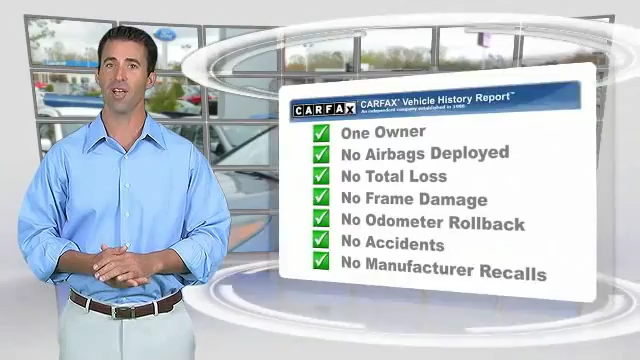 CARFAX
CARFAX® Vehicle History Report™
An independent company established in 1986
One Owner
No Airbags Deployed
No Total Loss
No Frame Damage
No Odometer Rollback
No Accidents
No Manufacturer Recalls